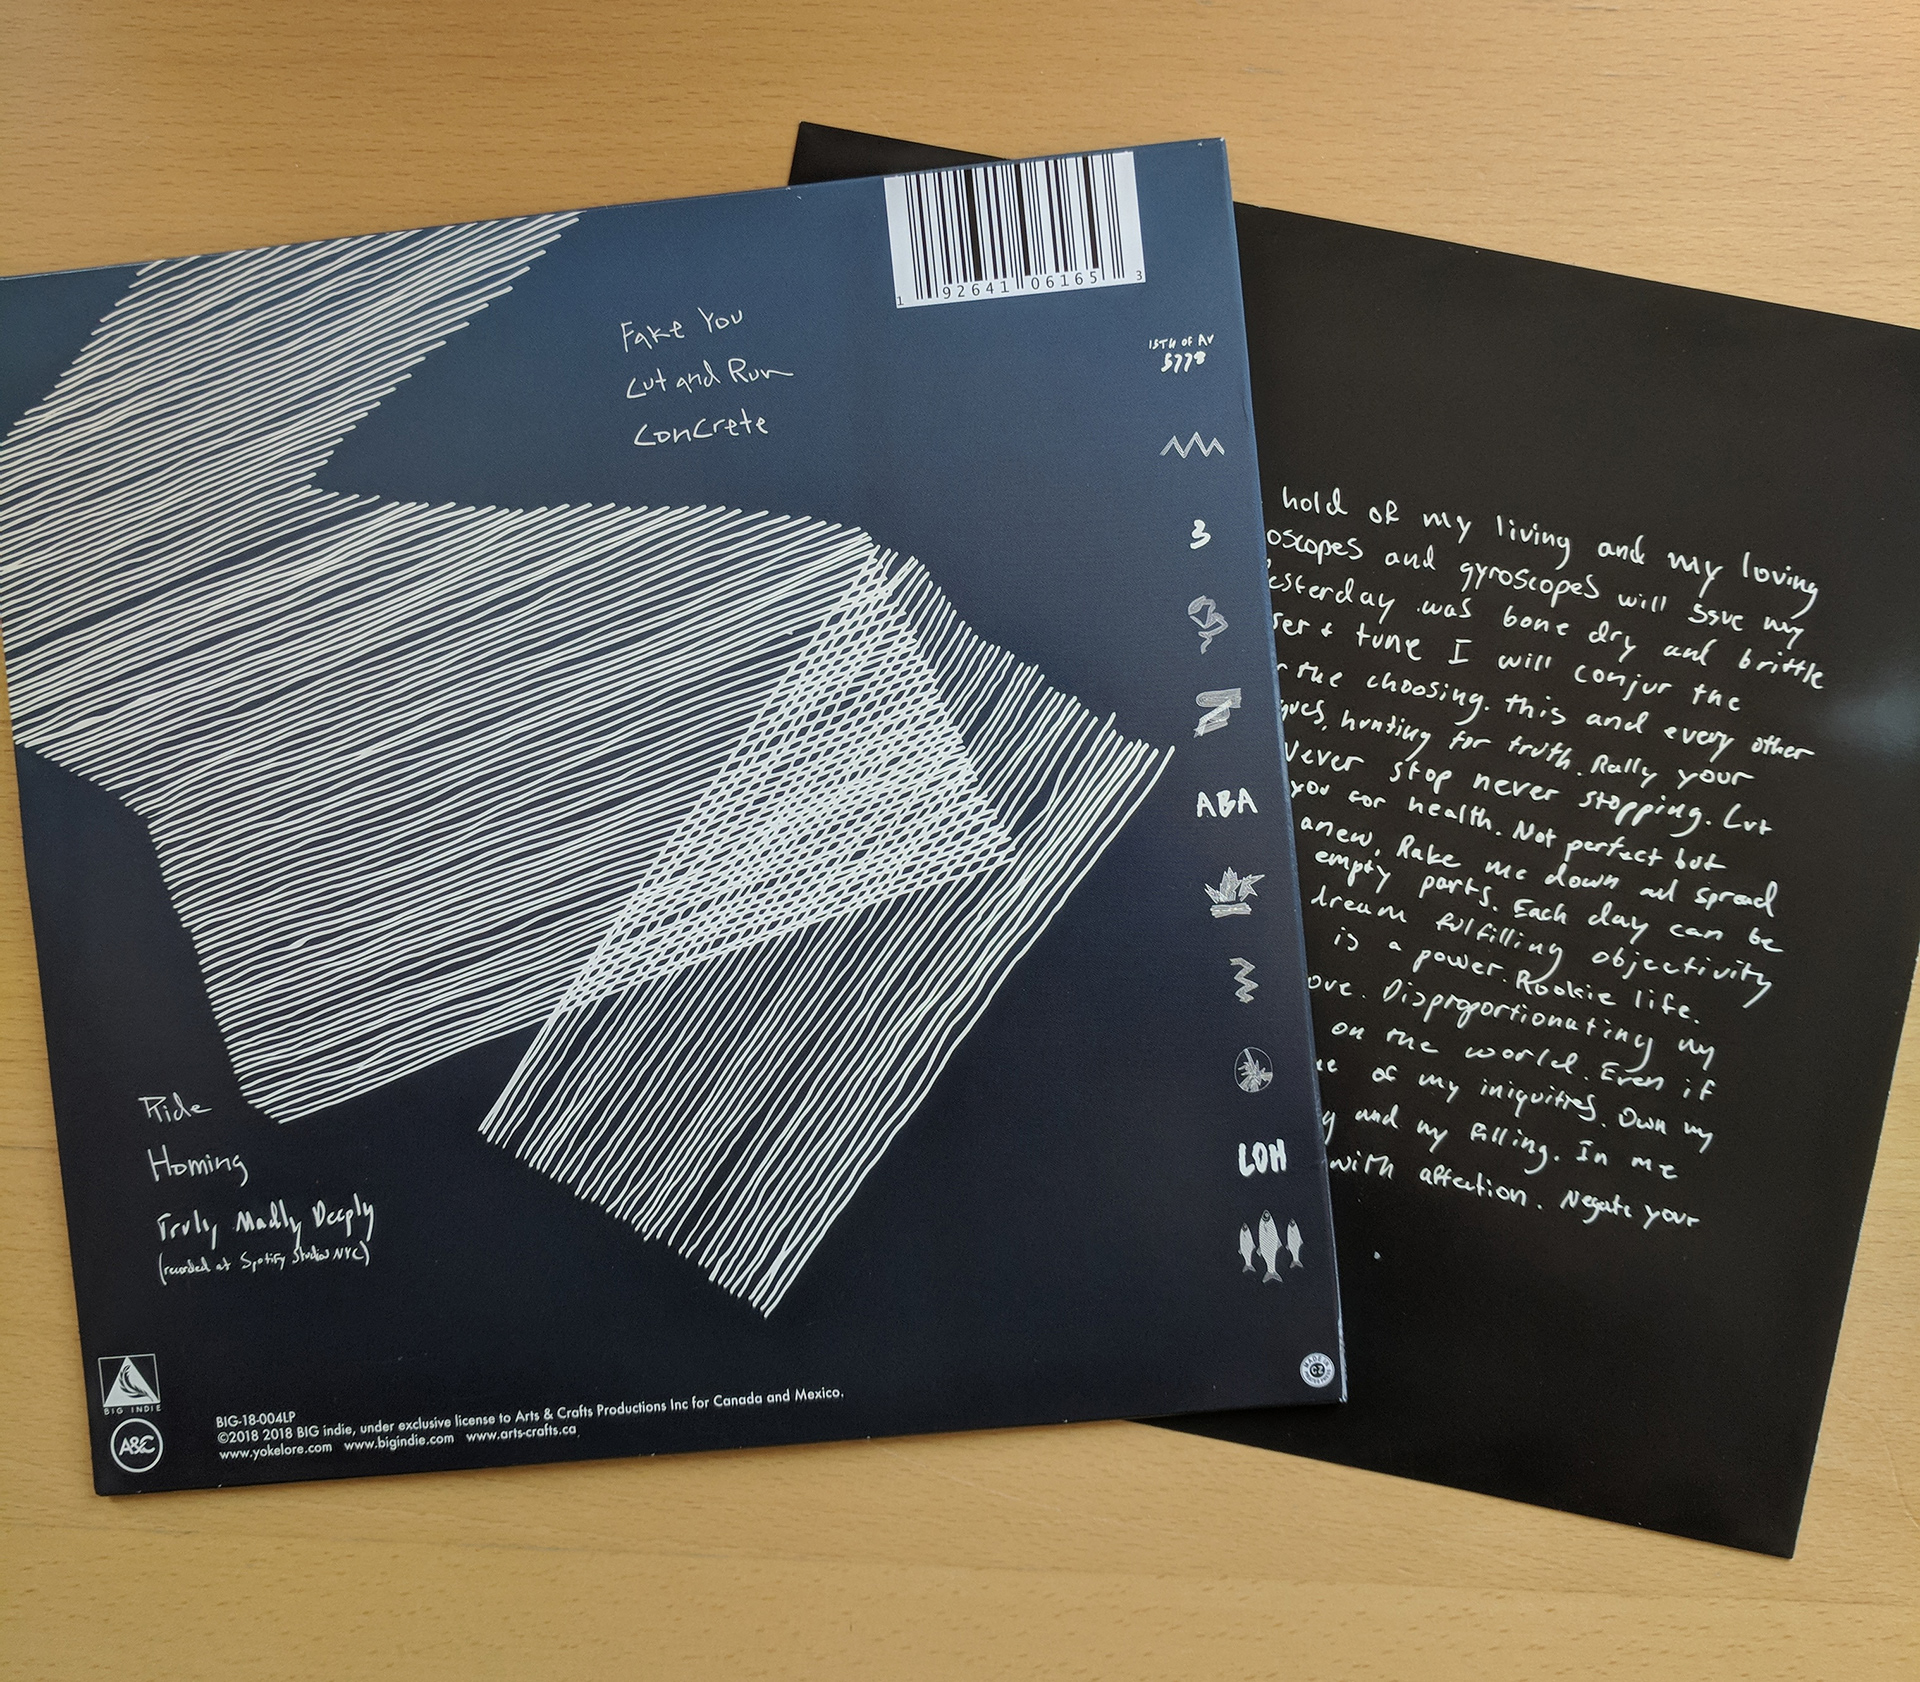 1 92641 06165 3
Fake You
Cut and Run
Concrete
15TH OF AV
5778
3
ABA
LOH
Ride
Homing
Truly Madly Deeply
(recorded at Spotify Studios NYC)
BIG INDIE
A&C
BIG-18-004LP
©2018 2018 BIG indie, under exclusive license to Arts & Crafts Productions Inc for Canada and Mexico.
www.yokelore.com www.bigindie.com www.arts-crafts.ca
MADE IN
CZ
hold of my living and my loving
oscopes and gyroscopes will issue my
esterday was bone dry and brittle
tune I will conjur the
the choosing. this and every other
gues, hunting for truth. Rally your
Never stop never stopping. Cut
you for health. Not perfect but
anew. Rake me down and spread
empty parts. Each day can be
dream fulfilling objectivity
is a power. Rookie life.
ove. Disproportionating my
on the world. Even if
of my iniquities. Own my
y and my filling. In me
with affection. Negate your